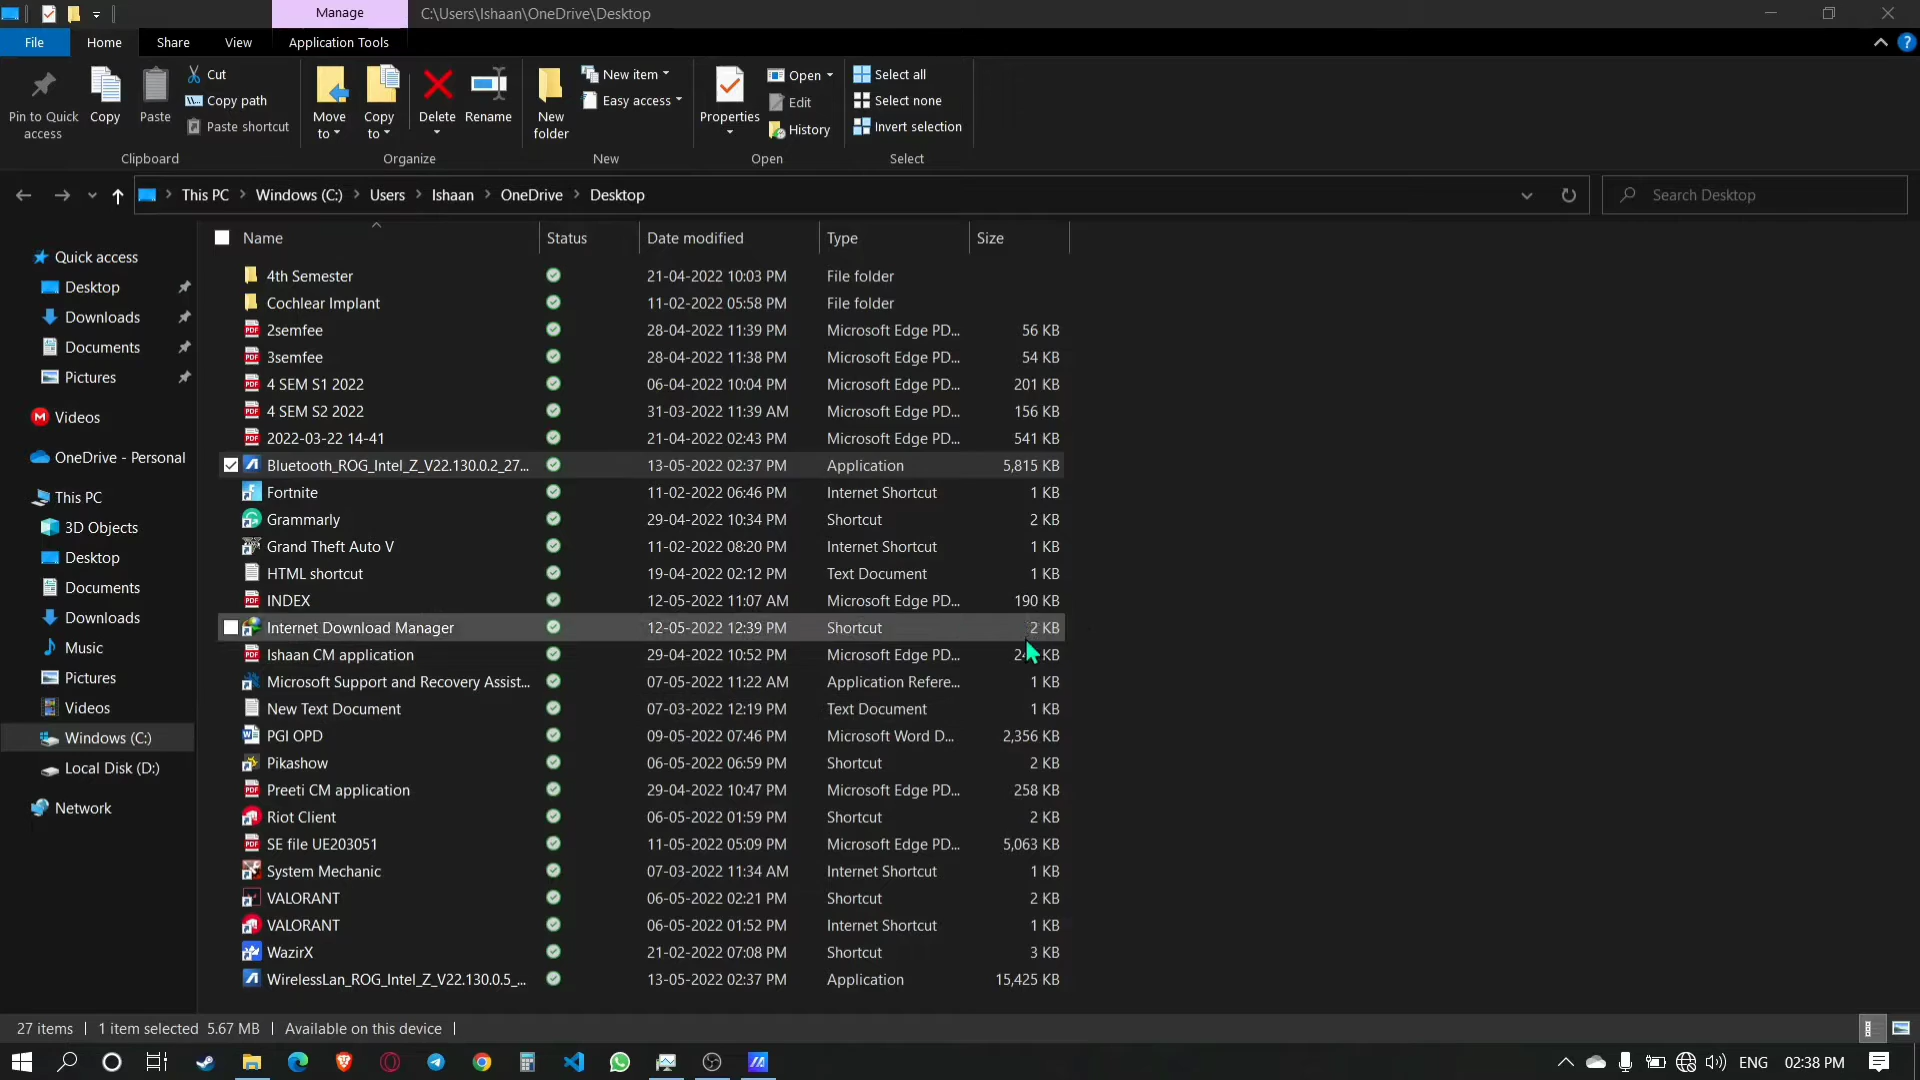 Manage
C:\Users\Ishaan\OneDrive\Desktop
File
Home
Share
View
Application Tools
Pin to Quick access
Copy
Paste
Cut
Copy path
Paste shortcut
Clipboard
Move to
Copy to
Delete
Rename
Organize
New folder
New item
Easy access
New
Properties
Open
Edit
History
Open
Select all
Select none
Invert selection
Select
This PC > Windows (C:) > Users > Ishaan > OneDrive > Desktop
Search Desktop
Quick access
Desktop
Downloads
Documents
Pictures
Videos
OneDrive - Personal
This PC
3D Objects
Desktop
Documents
Downloads
Music
Pictures
Videos
Windows (C:)
Local Disk (D:)
Network
Name Status Date modified Type Size
4th Semester 21-04-2022 10:03 PM File folder
Cochlear Implant 11-02-2022 05:58 PM File folder
2semfee 28-04-2022 11:39 PM Microsoft Edge PD... 56 KB
3semfee 28-04-2022 11:38 PM Microsoft Edge PD... 54 KB
4 SEM S1 2022 06-04-2022 10:04 PM Microsoft Edge PD... 201 KB
4 SEM S2 2022 31-03-2022 11:39 AM Microsoft Edge PD... 156 KB
2022-03-22 14-41 21-04-2022 02:43 PM Microsoft Edge PD... 541 KB
Bluetooth_ROG_Intel_Z_V22.130.0.2_27... 13-05-2022 02:37 PM Application 5,815 KB
Fortnite 11-02-2022 06:46 PM Internet Shortcut 1 KB
Grammarly 29-04-2022 10:34 PM Shortcut 2 KB
Grand Theft Auto V 11-02-2022 08:20 PM Internet Shortcut 1 KB
HTML shortcut 19-04-2022 02:12 PM Text Document 1 KB
INDEX 12-05-2022 11:07 AM Microsoft Edge PD... 190 KB
Internet Download Manager 12-05-2022 12:39 PM Shortcut 2 KB
Ishaan CM application 29-04-2022 10:52 PM Microsoft Edge PD... KB
Microsoft Support and Recovery Assist... 07-05-2022 11:22 AM Application Refere... 1 KB
New Text Document 07-03-2022 12:19 PM Text Document 1 KB
PGI OPD 09-05-2022 07:46 PM Microsoft Word D... 2,356 KB
Pikashow 06-05-2022 06:59 PM Shortcut 2 KB
Preeti CM application 29-04-2022 10:47 PM Microsoft Edge PD... 258 KB
Riot Client 06-05-2022 01:59 PM Shortcut 2 KB
SE file UE203051 11-05-2022 05:09 PM Microsoft Edge PD... 5,063 KB
System Mechanic 07-03-2022 11:34 AM Internet Shortcut 1 KB
VALORANT 06-05-2022 02:21 PM Shortcut 2 KB
VALORANT 06-05-2022 01:52 PM Internet Shortcut 1 KB
WazirX 21-02-2022 07:08 PM Shortcut 3 KB
WirelessLan_ROG_Intel_Z_V22.130.0.5_... 13-05-2022 02:37 PM Application 15,425 KB
27 items | 1 item selected 5.67 MB | Available on this device |
ENG 02:38 PM